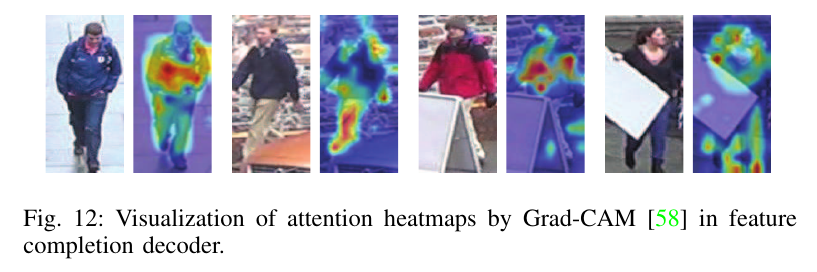 Fig. 12: Visualization of attention heatmaps by Grad-CAM [58] in feature
completion decoder.